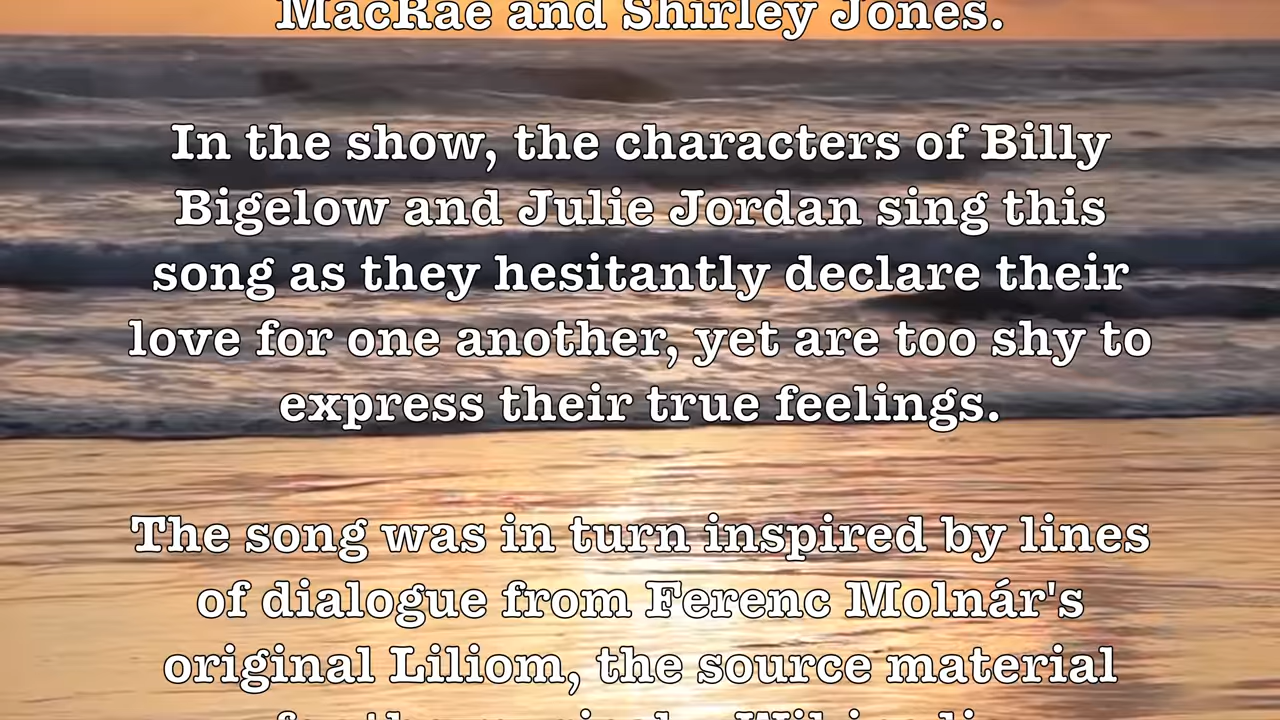 MacRae and Shirley Jones.
In the show, the characters of Billy
Bigelow and Julie Jordan sing this
song as they hesitantly declare their
love for one another, yet are too shy to
express their true feelings.
The song was in turn inspired by lines
of dialogue from Ferenc Molnár's
original Liliom, the source material